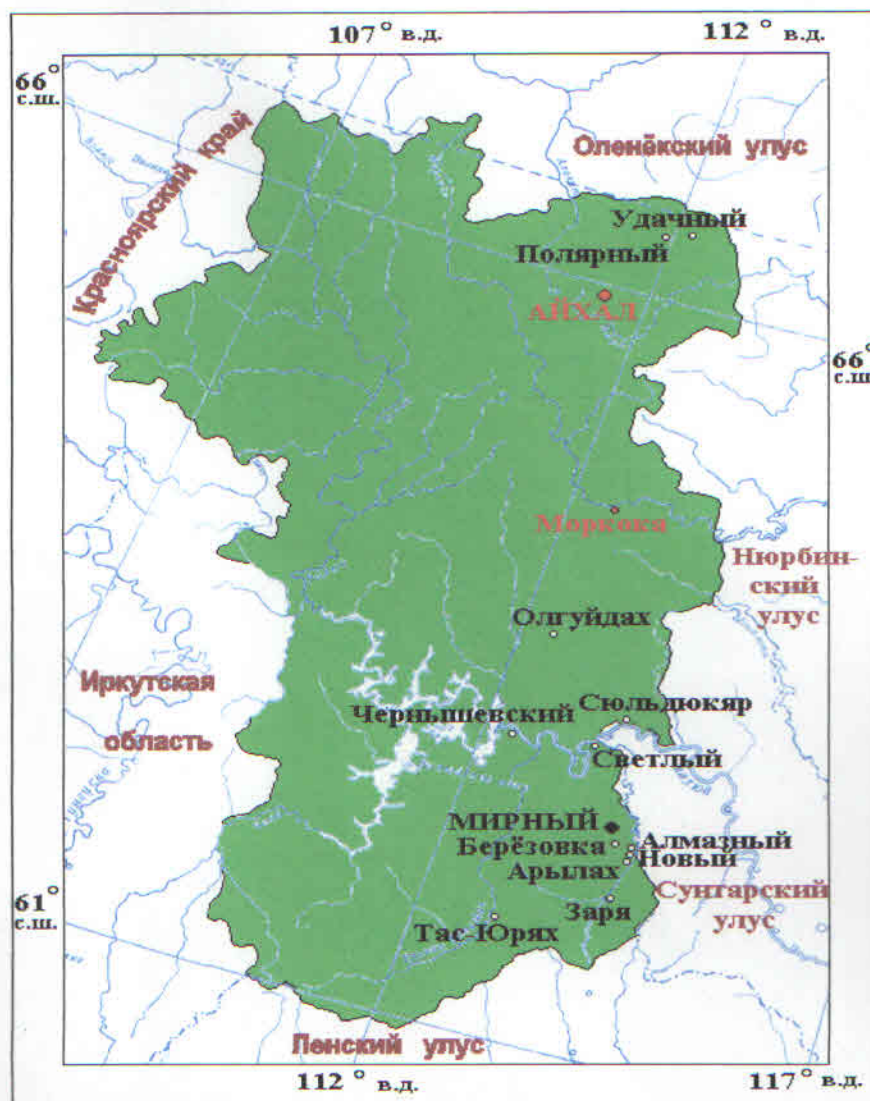 107° в.д.
112° в.д.
66°
с.ш.
Красноярский край
Оленёкский улус
Удачный
Полярный
АЙХАЛ
66°
с.ш.
Моркока
Нюрбин-
ский
улус
Олгуйдах
Иркутская
область
Чернышевский
Сюльдюкяр
Светлый
МИРНЫЙ
Берёзовка
Алмазный
Новый
Арылах
61°
с.ш.
Сунтарский
улус
Заря
Тас-Юрях
Ленский улус
112° в.д.
117° в.д.